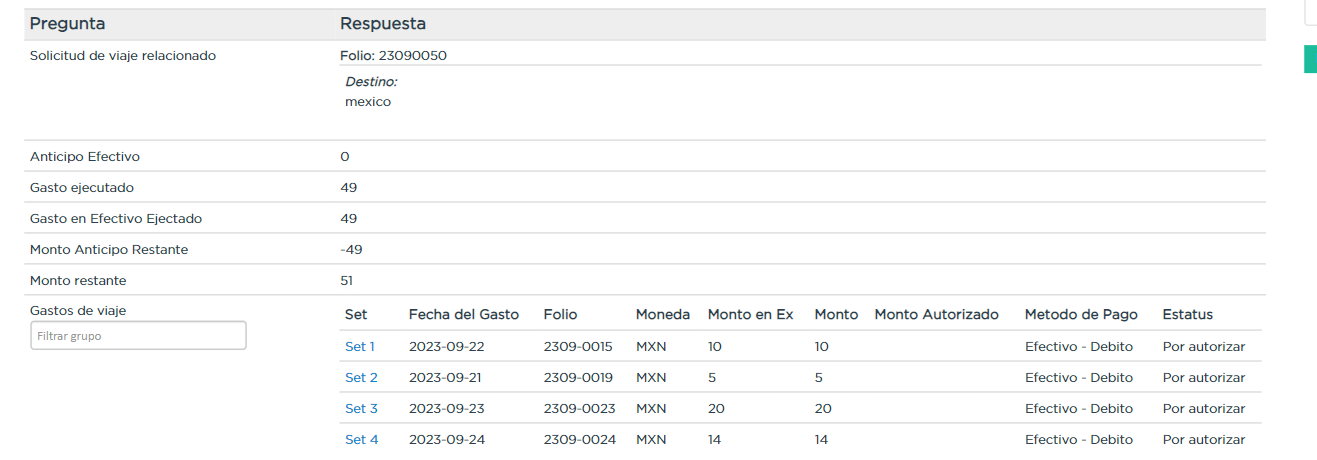 Pregunta Respuesta
Solicitud de viaje relacionado Folio: 23090050
Destino:
mexico
Anticipo Efectivo 0
Gasto ejecutado 49
Gasto en Efectivo Ejectado 49
Monto Anticipo Restante -49
Monto restante 51
Gastos de viaje
Filtrar grupo
Set Fecha del Gasto Folio Moneda Monto en Ex Monto Monto Autorizado Metodo de Pago Estatus
Set 1 2023-09-22 2309-0015 MXN 10 10 Efectivo - Debito Por autorizar
Set 2 2023-09-21 2309-0019 MXN 5 5 Efectivo - Debito Por autorizar
Set 3 2023-09-23 2309-0023 MXN 20 20 Efectivo - Debito Por autorizar
Set 4 2023-09-24 2309-0024 MXN 14 14 Efectivo - Debito Por autorizar